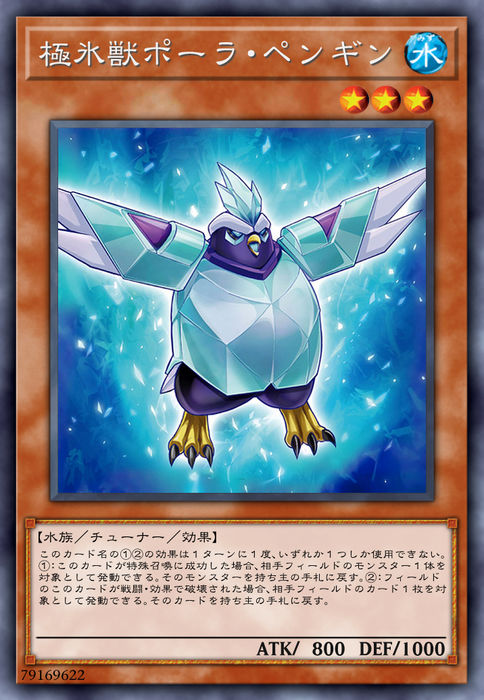 極氷獣ポーラ・ペンギン
みず
水
【水族／チューナー／効果】
このカード名の①②の効果は１ターンに１度、いずれか１つしか使用できない。
①：このカードが特殊召喚に成功した場合、相手フィールドのモンスター１体を
対象として発動できる。そのモンスターを持ち主の手札に戻す。②：フィールド
のこのカードが戦闘・効果で破壊された場合、相手フィールドのカード１枚を対
象として発動できる。そのカードを持ち主の手札に戻す。
ATK/ 800 DEF/1000
79169622